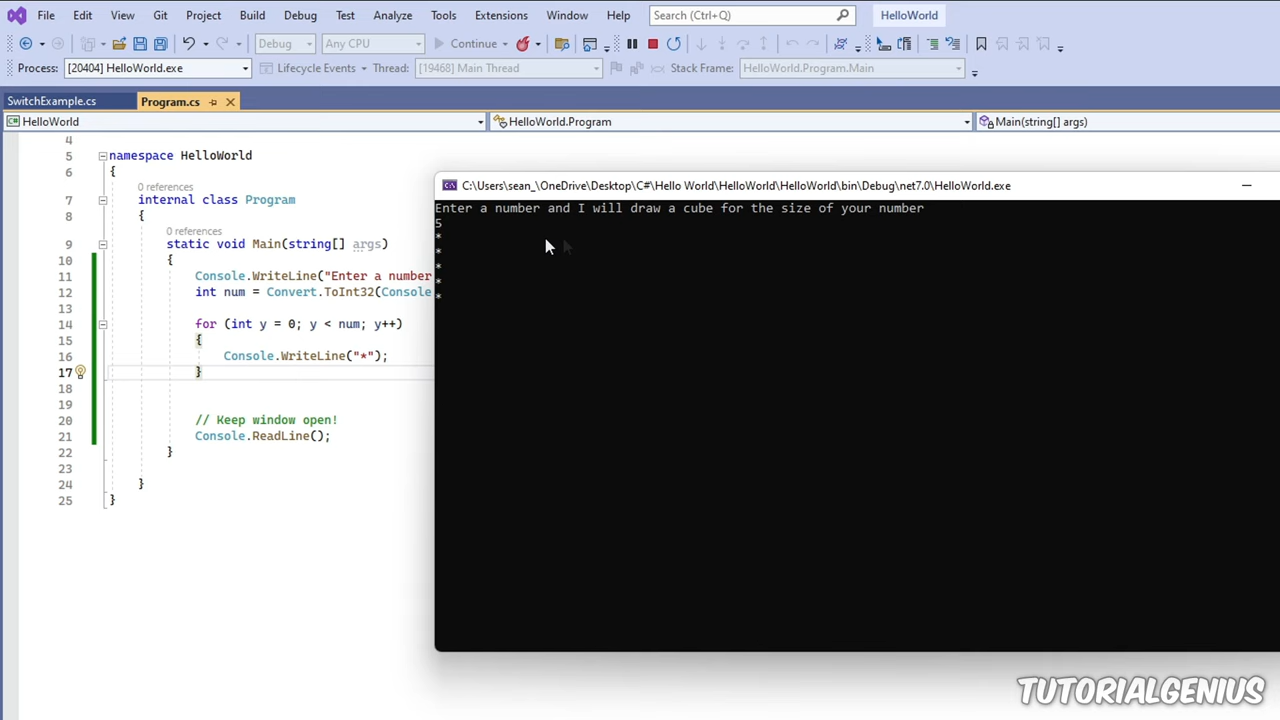 File Edit View Git Project Build Debug Test Analyze Tools Extensions Window Help Search (Ctrl+Q) HelloWorld
Debug Any CPU Continue
Process: [20404] HelloWorld.exe Lifecycle Events Thread: [19468] Main Thread Stack Frame: HelloWorld.Program.Main
SwitchExample.cs Program.cs
HelloWorld HelloWorld.Program Main(string[] args)
4
5 namespace HelloWorld
6 {
0 references
7 internal class Program
8 {
0 references
9 static void Main(string[] args)
10 {
11 Console.WriteLine("Enter a number
12 int num = Convert.ToInt32(Console
13
14 for (int y = 0; y < num; y++)
15 {
16 Console.WriteLine("*");
17 }
18
19
20 // Keep window open!
21 Console.ReadLine();
22 }
23
24 }
25 }
C:\Users\sean_\OneDrive\Desktop\C#\Hello World\HelloWorld\HelloWorld\bin\Debug\net7.0\HelloWorld.exe
Enter a number and I will draw a cube for the size of your number
5
*
*
*
*
*
TUTORIALGENIUS